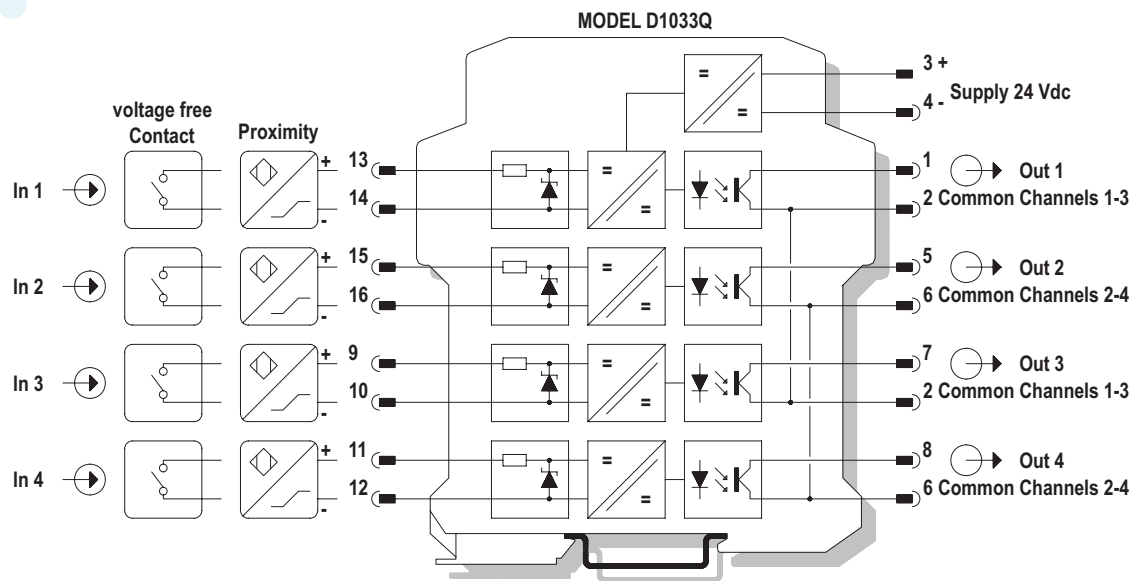 MODEL D1033Q
3 +
4 -
Supply 24 Vdc
voltage free
Contact
Proximity
In 1
+
-
13
14
1
Out 1
2 Common Channels 1-3
In 2
+
-
15
16
5
Out 2
6 Common Channels 2-4
In 3
+
-
9
10
7
Out 3
2 Common Channels 1-3
In 4
+
-
11
12
8
Out 4
6 Common Channels 2-4